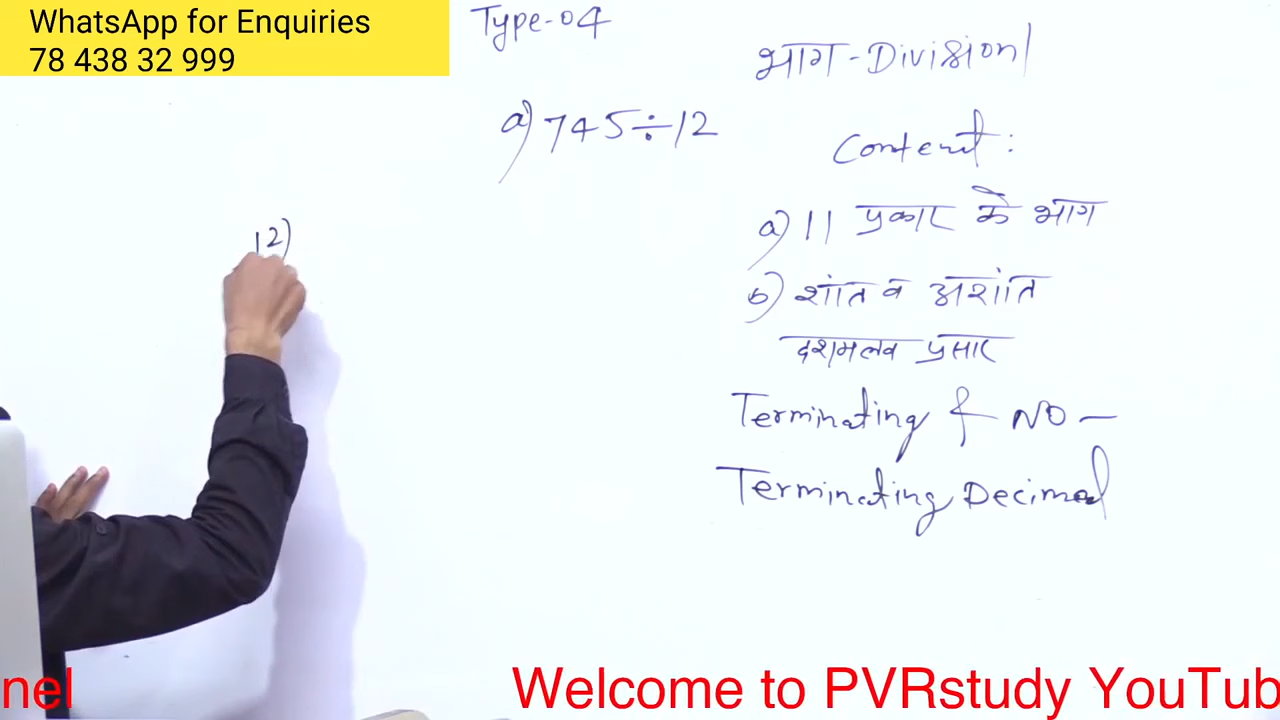 WhatsApp for Enquiries
78 438 32 999
Type-04
a) 745÷12
12)
भाग-Division
Content:
a) 11 प्रकार के भाग
b) शांत व अशांत
दशमलव प्रसार
Terminating & NO-
Terminating Decimal
nel
Welcome to PVRstudy YouTub